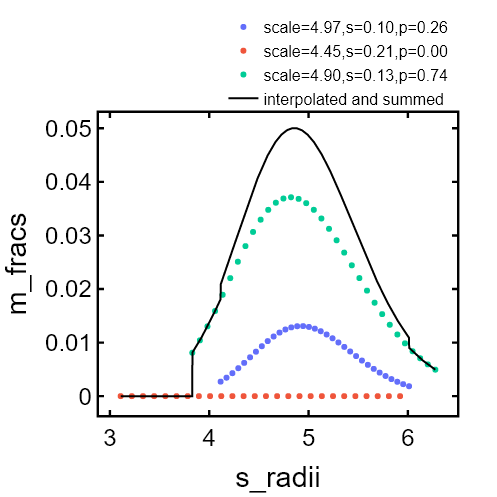 scale=4.97,s=0.10,p=0.26
scale=4.45,s=0.21,p=0.00
scale=4.90,s=0.13,p=0.74
interpolated and summed
0.05
0.04
0.03
0.02
0.01
0
m_fracs
3 4 5 6
s_radii